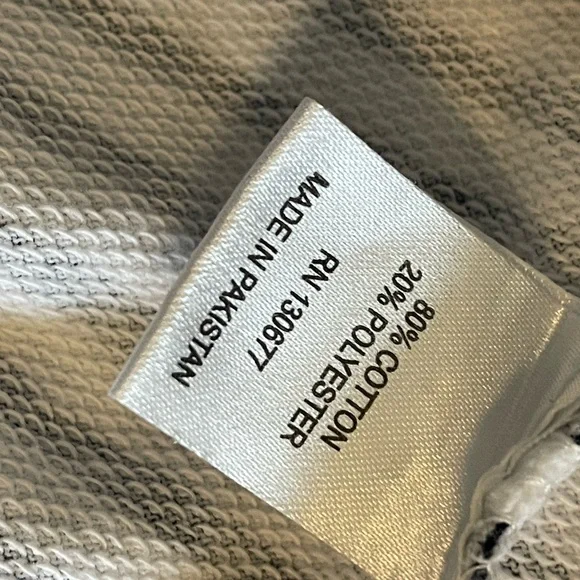 80% COTTON
20% POLYESTER
RN 130677
MADE IN PAKISTAN